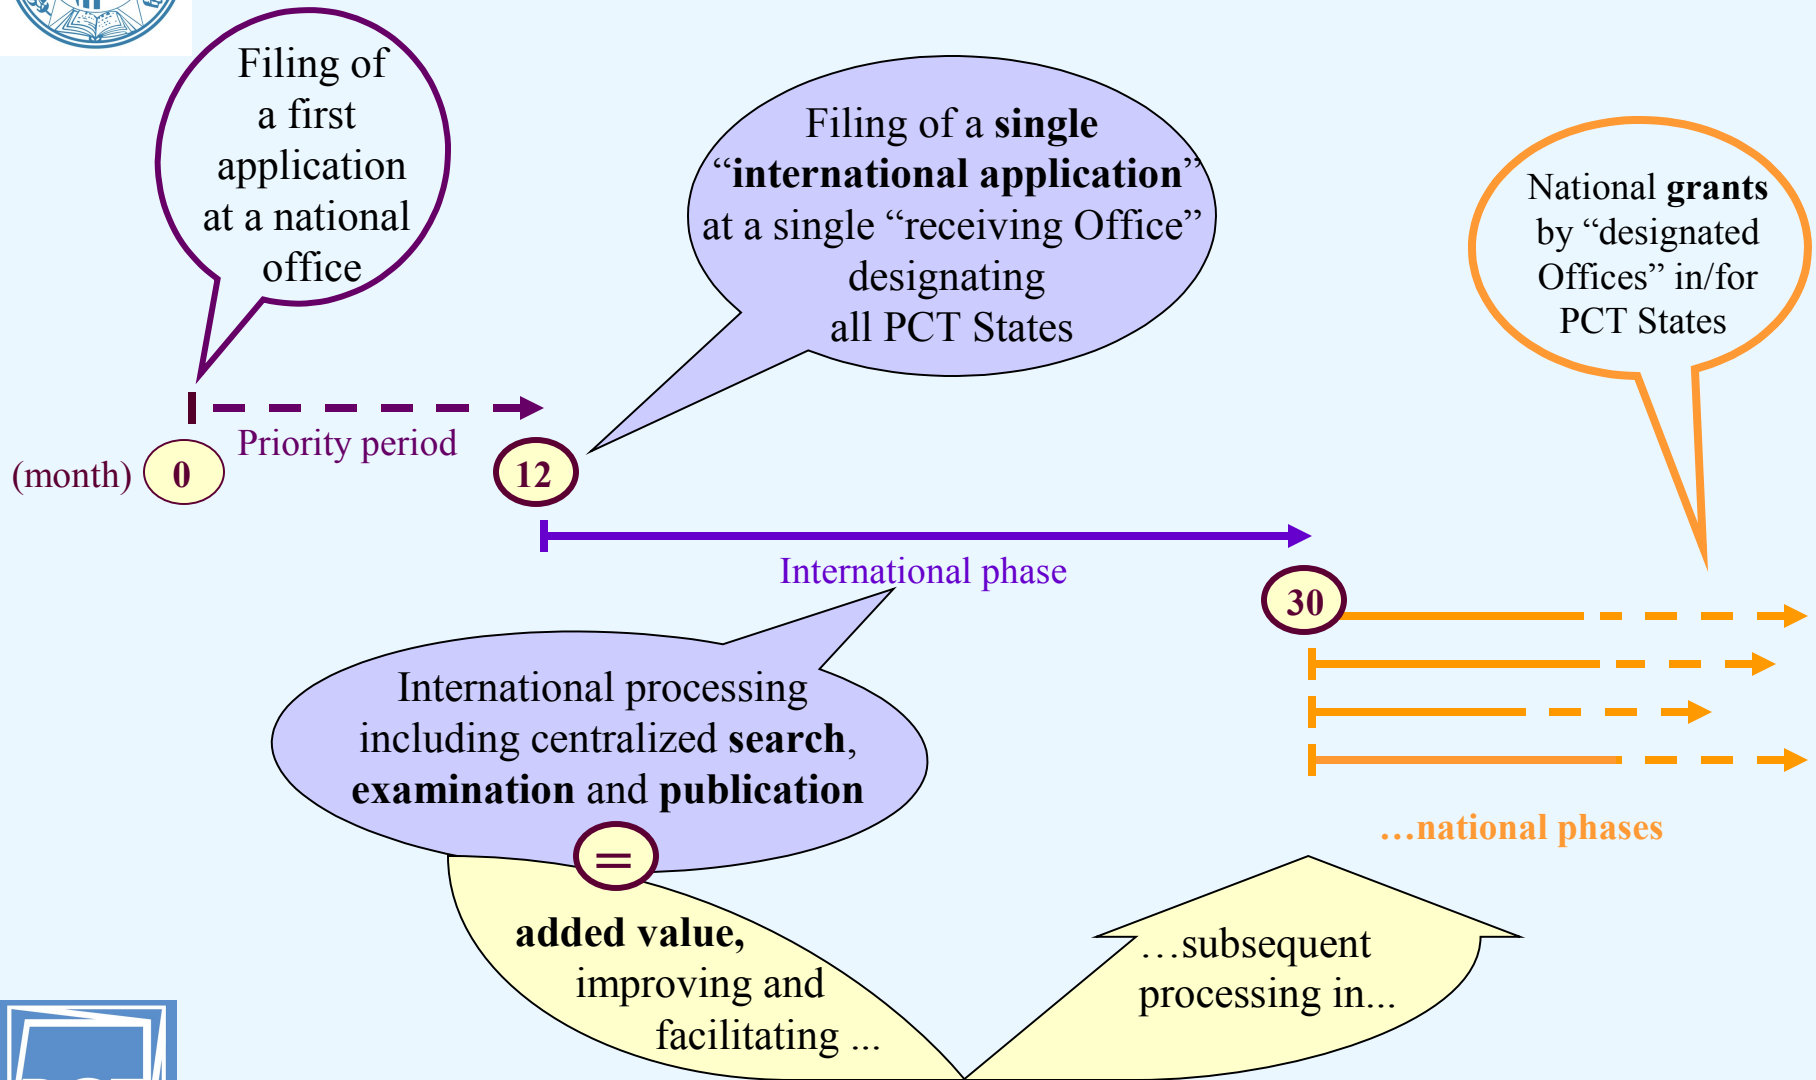 Filing of
a first
application
at a national
office
Filing of a single
“international application”
at a single “receiving Office”
designating
all PCT States
National grants
by “designated
Offices” in/for
PCT States
Priority period
(month)
0
12
International phase
30
International processing
including centralized search,
examination and publication
=
…national phases
added value,
improving and
facilitating ...
…subsequent
processing in...